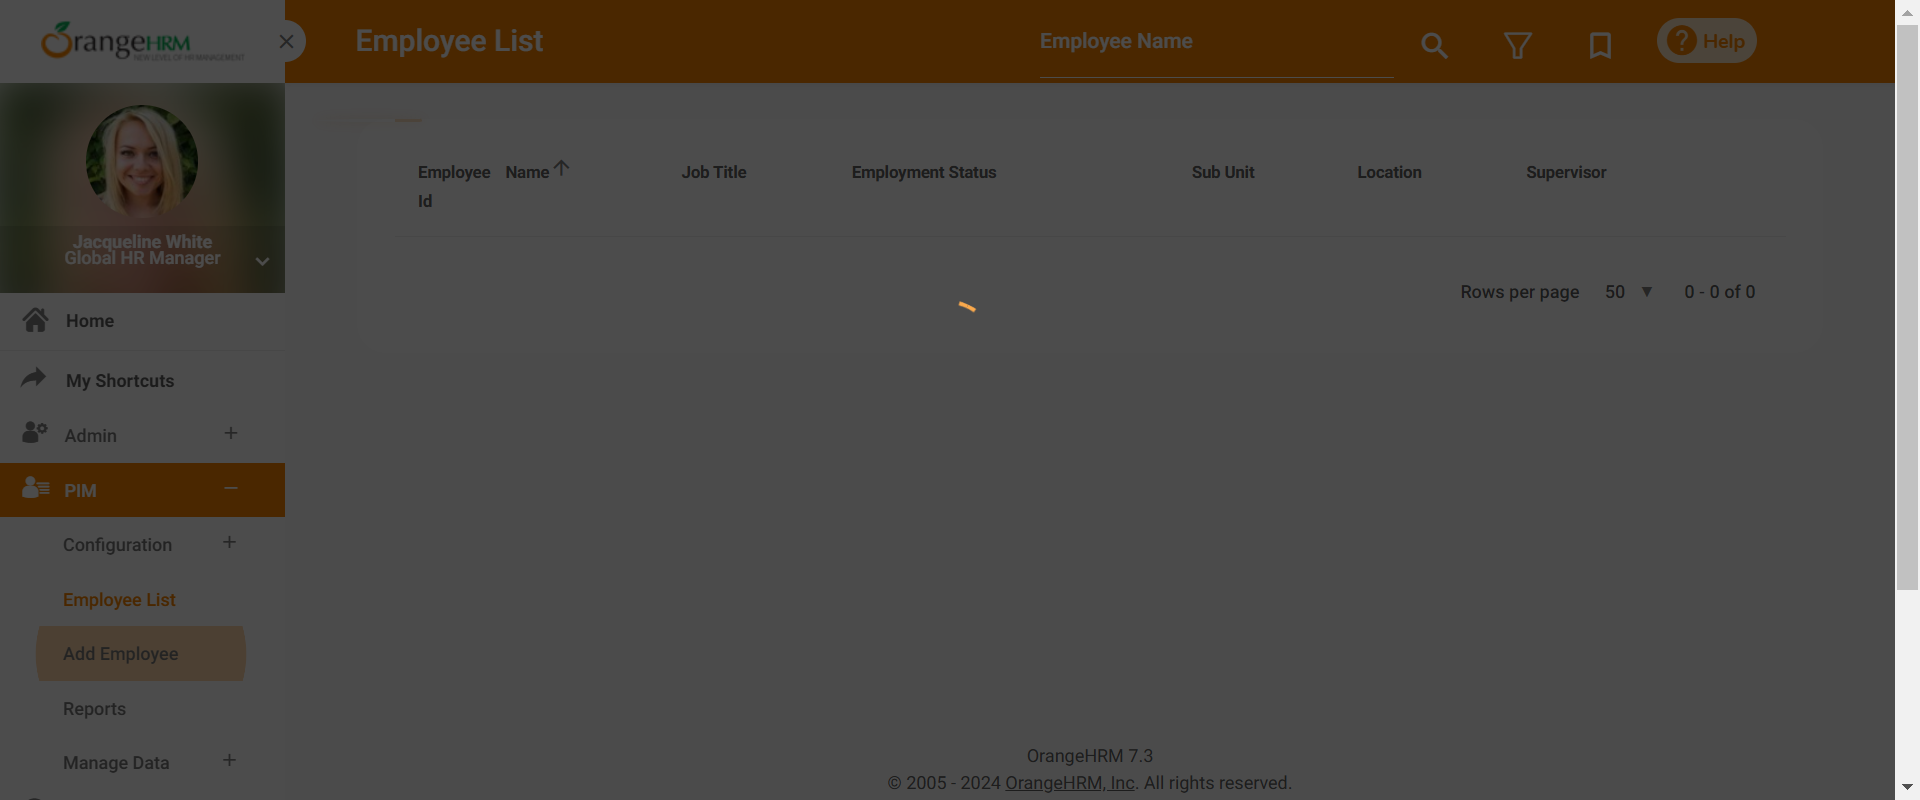 OrangeHRM
NEW LEVEL OF HR MANAGEMENT
Employee List
Employee Name
Help
Jacqueline White
Global HR Manager
Home
My Shortcuts
Admin
PIM
Configuration
Employee List
Add Employee
Reports
Manage Data
Employee Id
Name
Job Title
Employment Status
Sub Unit
Location
Supervisor
Rows per page 50 0 - 0 of 0
OrangeHRM 7.3
© 2005 - 2024 OrangeHRM, Inc. All rights reserved.